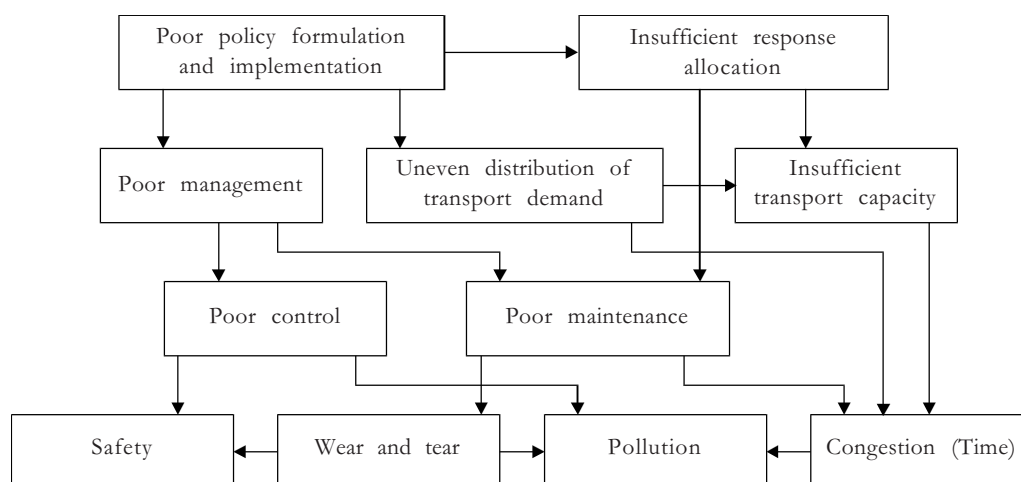 Poor policy formulation
and implementation
Insufficient response
allocation
Poor management
Uneven distribution of
transport demand
Insufficient
transport capacity
Poor control
Poor maintenance
Safety
Wear and tear
Pollution
Congestion (Time)